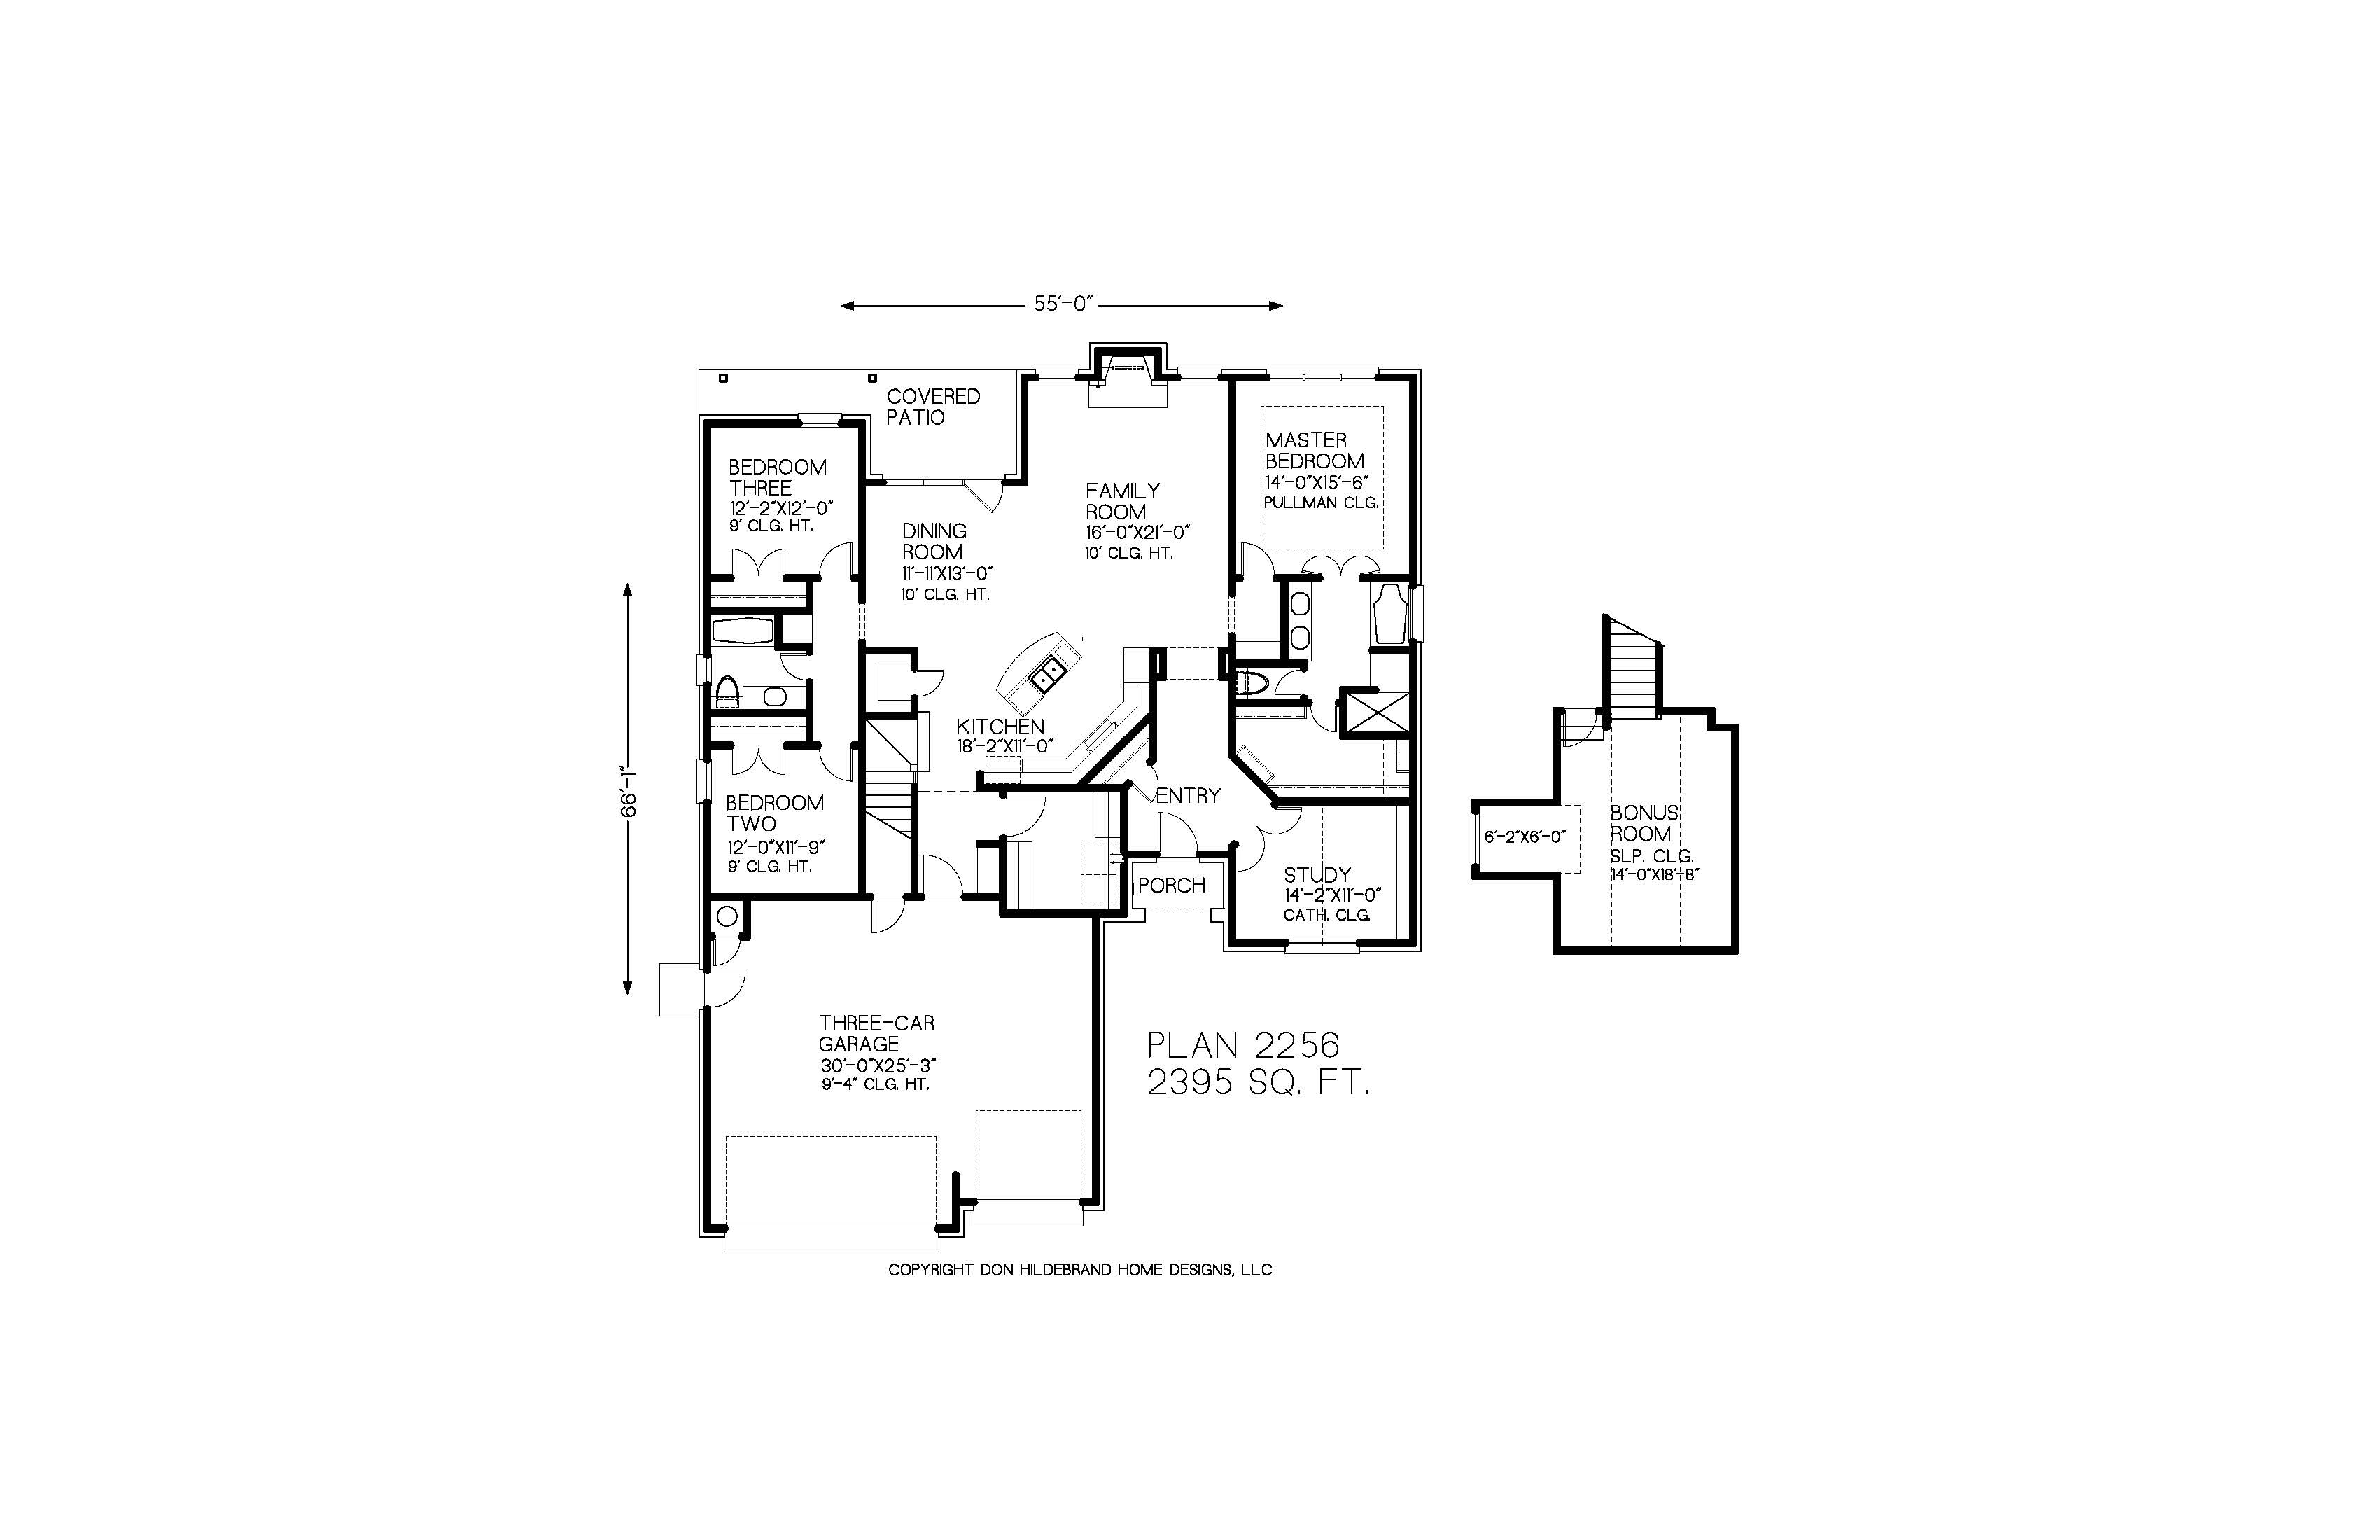 55'-0"
COVERED
PATIO
MASTER
BEDROOM
14'-0"X15'-6"
PULLMAN CLG.
BEDROOM
THREE
12'-2"X12'-0"
9' CLG. HT.
FAMILY
ROOM
16'-0"X21'-0"
10' CLG. HT.
DINING
ROOM
11'-11'X13'-0"
10' CLG. HT.
KITCHEN
18'-2"X11'-0"
66'-1"
BEDROOM
TWO
12'-0"X11'-9"
9' CLG. HT.
ENTRY
BONUS
ROOM
SLP. CLG.
14'-0"X18'-8"
6'-2"X6'-0"
PORCH
STUDY
14'-2"X11'-0"
CATH. CLG.
THREE-CAR
GARAGE
30'-0"X25'-3"
9'-4" CLG. HT.
PLAN 2256
2395 SQ. FT.
COPYRIGHT DON HILDEBRAND HOME DESIGNS, LLC